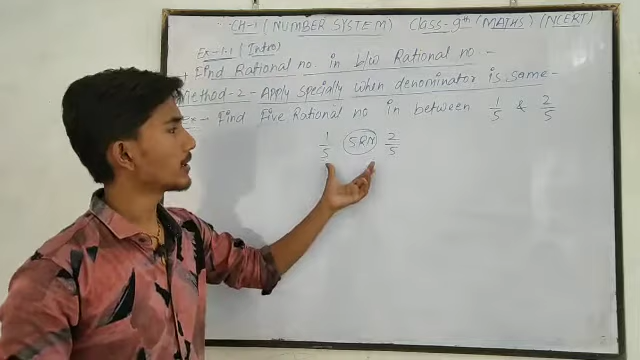 CH-1 (NUMBER SYSTEM) Class-9th (MATHS) (NCERT)
Ex-1.1 (Intro)
Find Rational no. in b/w Rational no. -
Method-2- Apply specially when denominator is same-
Ex- Find Five Rational no in between 1/5 & 2/5
1/5 5RN 2/5